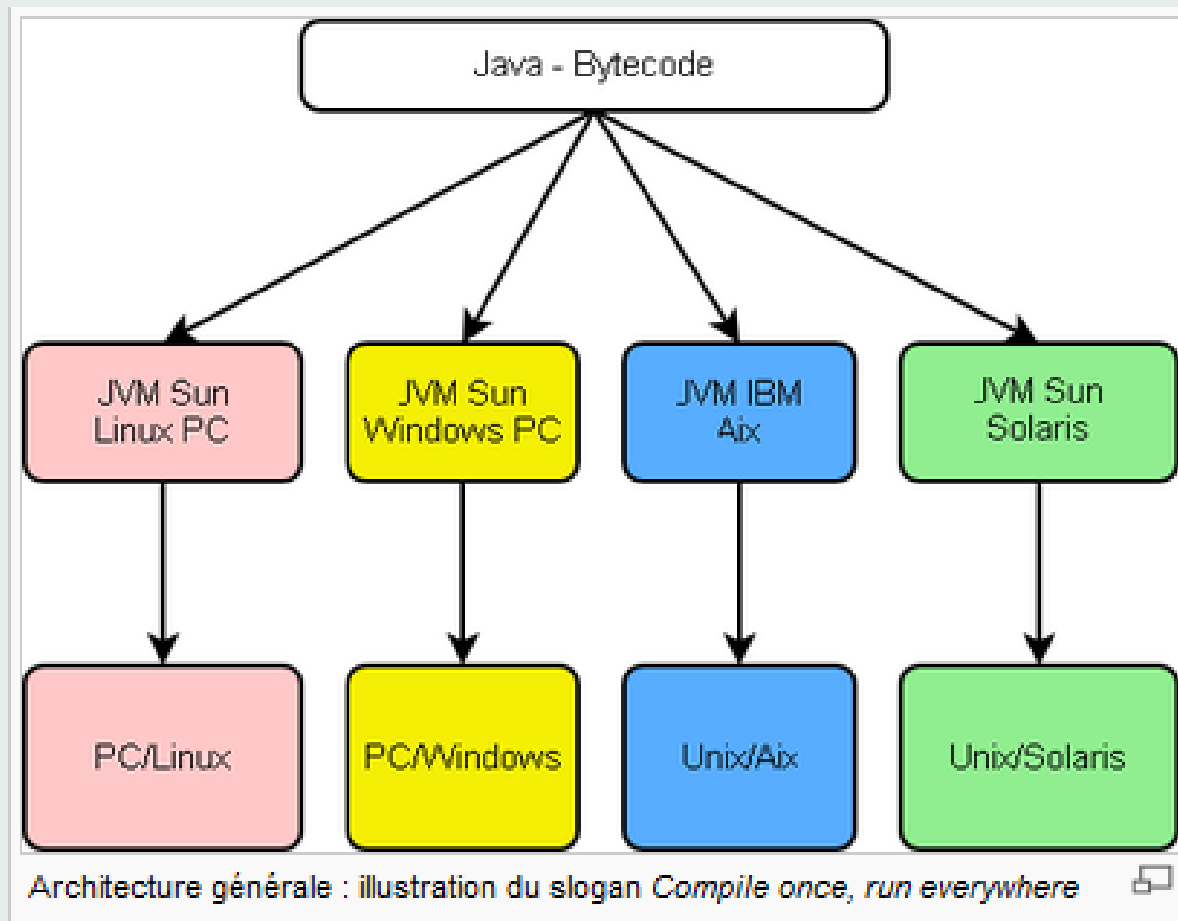 Java - Bytecode
JVM Sun
Linux PC
JVM Sun
Windows PC
JVM IBM
Aix
JVM Sun
Solaris
PC/Linux
PC/Windows
Unix/Aix
Unix/Solaris
Architecture générale : illustration du slogan Compile once, run everywhere